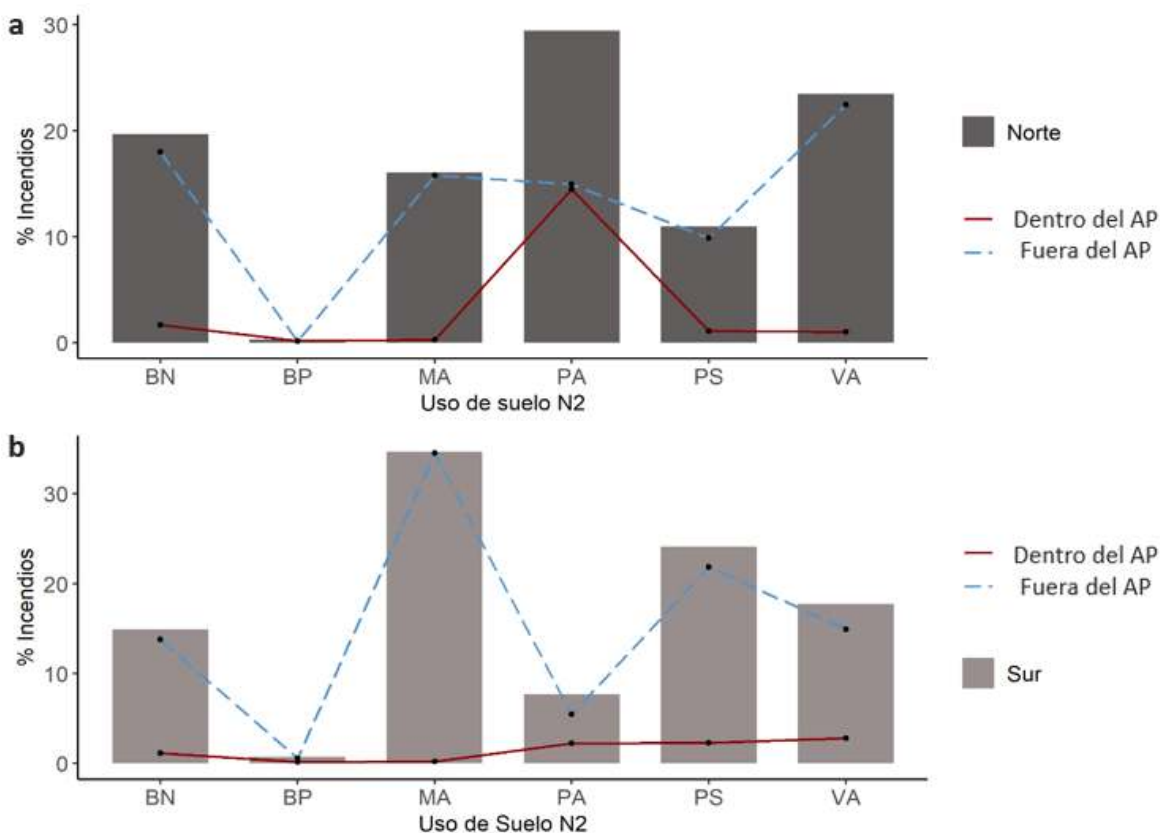 a
30
20
10
0
% Incendios
BN BP MA PA PS VA
Uso de suelo N2
Norte
Dentro del AP
Fuera del AP
b
30
20
10
0
% Incendios
BN BP MA PA PS VA
Uso de Suelo N2
Dentro del AP
Fuera del AP
Sur